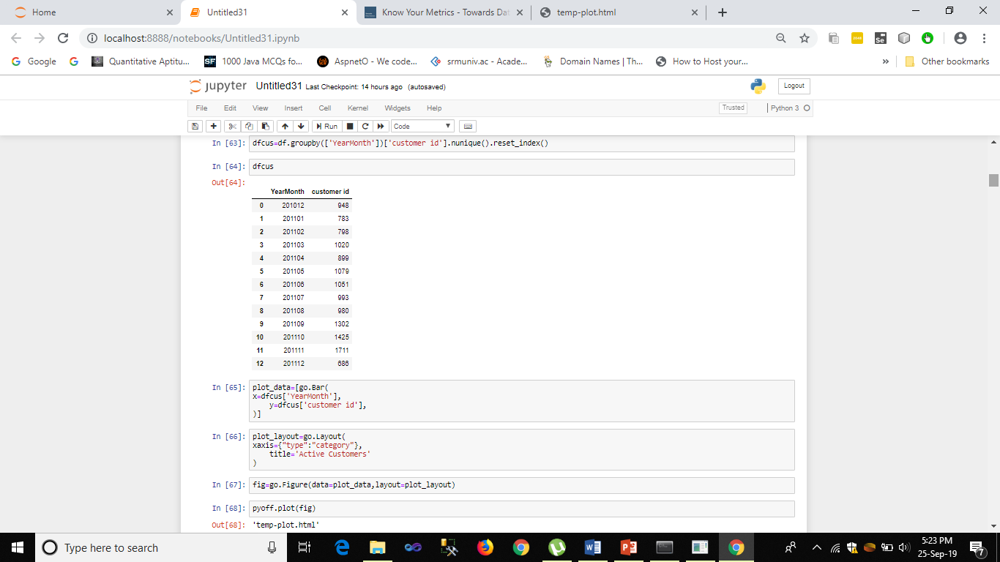 Home
Untitled31
Know Your Metrics - Towards Dat
temp-plot.html
localhost:8888/notebooks/Untitled31.ipynb
Google
Quantitative Aptitu...
SF 1000 Java MCQs fo...
AspnetO - We code...
srmuniv.ac - Acade...
Domain Names | Th...
How to Host your...
»
Other bookmarks
jupyter Untitled31 Last Checkpoint: 14 hours ago (autosaved)
Logout
File Edit View Insert Cell Kernel Widgets Help
Trusted
Python 3
Run
Code
In [63]: dfcus=df.groupby(['YearMonth'])['customer id'].nunique().reset_index()
In [64]: dfcus
Out[64]:
YearMonth customer id
0 201012 948
1 201101 783
2 201102 798
3 201103 1020
4 201104 899
5 201105 1079
6 201106 1051
7 201107 993
8 201108 980
9 201109 1302
10 201110 1425
11 201111 1711
12 201112 686
In [65]: plot_data=[go.Bar(
x=dfcus['YearMonth'],
y=dfcus['customer id'],
)]
In [66]: plot_layout=go.Layout(
xaxis={"type":"category"},
title='Active Customers'
)
In [67]: fig=go.Figure(data=plot_data,layout=plot_layout)
In [68]: pyoff.plot(fig)
Out[68]: 'temp-plot.html'
Type here to search
5:23 PM
25-Sep-19
7